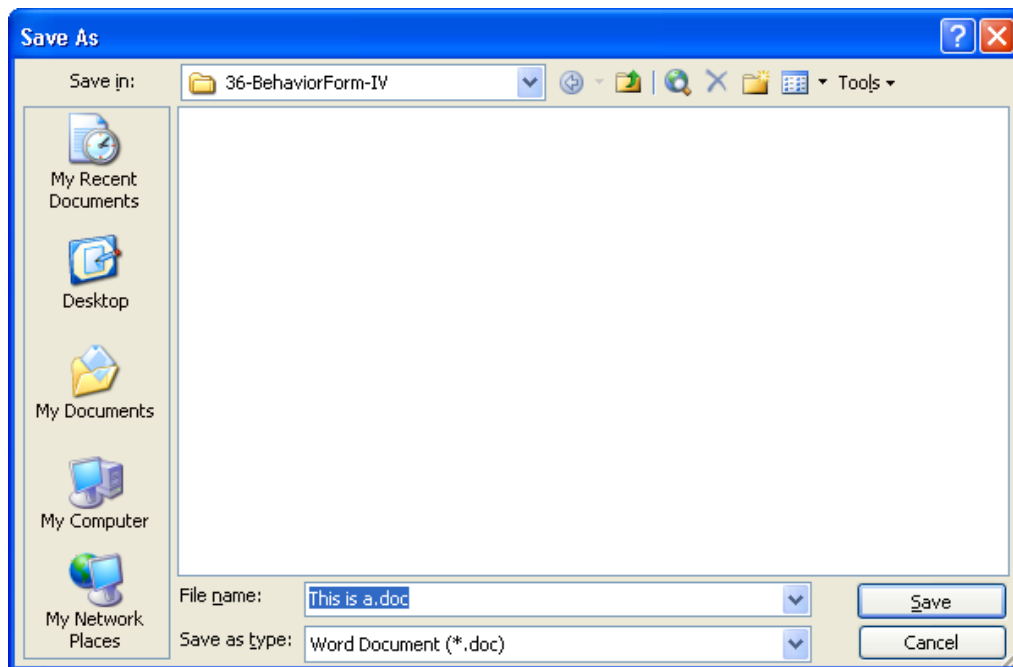 Save As
Save in:
36-BehaviorForm-IV
Tools
My Recent
Documents
Desktop
My Documents
My Computer
My Network
Places
File name:
This is a.doc
Save
Save as type:
Word Document (*.doc)
Cancel